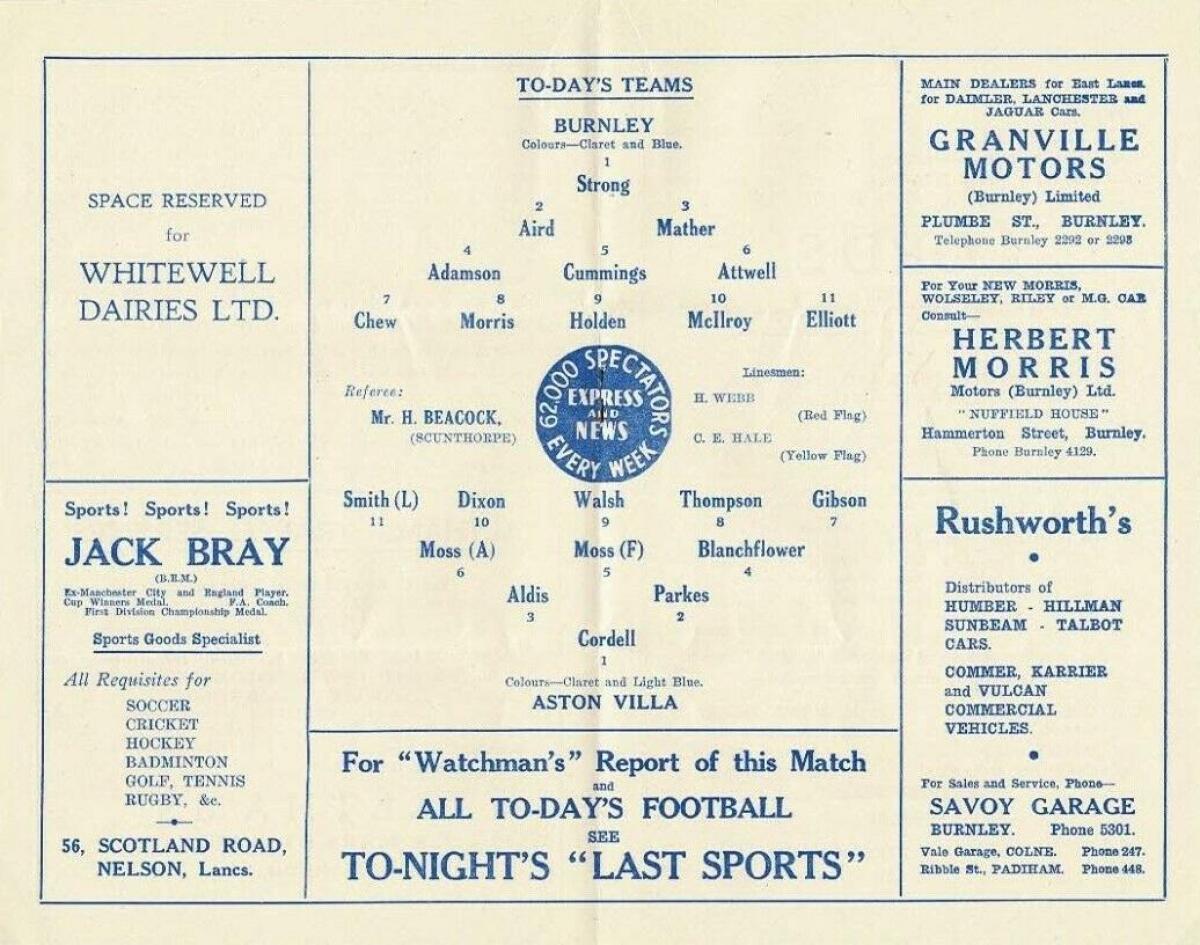 SPACE RESERVED
for
WHITEWELL
DAIRIES LTD.
Sports! Sports! Sports!
JACK BRAY
(B.R.M.)
Ex-Manchester City and England Player.
Cup Winners Medal. F.A. Coach.
First Division Championship Medal.
Sports Goods Specialist
All Requisites for
SOCCER
CRICKET
HOCKEY
BADMINTON
GOLF, TENNIS
RUGBY, &c.
56, SCOTLAND ROAD,
NELSON, Lancs.
TO-DAY'S TEAMS
BURNLEY
Colours—Claret and Blue.
1
Strong
2 3
Aird Mather
4 5 6
Adamson Cummings Attwell
7 8 9 10 11
Chew Morris Holden McIlroy Elliott
Referee:
Mr. H. BEACOCK,
(SCUNTHORPE)
62,000 SPECTATORS
EXPRESS
AND
NEWS
EVERY WEEK
Linesmen:
H. WEBB
(Red Flag)
C. E. HALE
(Yellow Flag)
Smith (L) Dixon Walsh Thompson Gibson
11 10 9 8 7
Moss (A) Moss (F) Blanchflower
6 5 4
Aldis Parkes
3 2
Cordell
1
Colours—Claret and Light Blue.
ASTON VILLA
For "Watchman's" Report of this Match
and
ALL TO-DAY'S FOOTBALL
SEE
TO-NIGHT'S "LAST SPORTS"
MAIN DEALERS for East Lancs.
for DAIMLER, LANCHESTER and
JAGUAR Cars.
GRANVILLE
MOTORS
(Burnley) Limited
PLUMBE ST., BURNLEY.
Telephone Burnley 2292 or 2293
For Your NEW MORRIS,
WOLSELEY, RILEY or M.G. CAR
Consult—
HERBERT
MORRIS
Motors (Burnley) Ltd.
"NUFFIELD HOUSE"
Hammerton Street, Burnley.
Phone Burnley 4129.
Rushworth's
Distributors of
HUMBER - HILLMAN
SUNBEAM - TALBOT
CARS.
COMMER, KARRIER
and VULCAN
COMMERCIAL
VEHICLES.
For Sales and Service, Phone—
SAVOY GARAGE
BURNLEY. Phone 5301.
Vale Garage, COLNE. Phone 247.
Ribble St., PADIHAM. Phone 448.